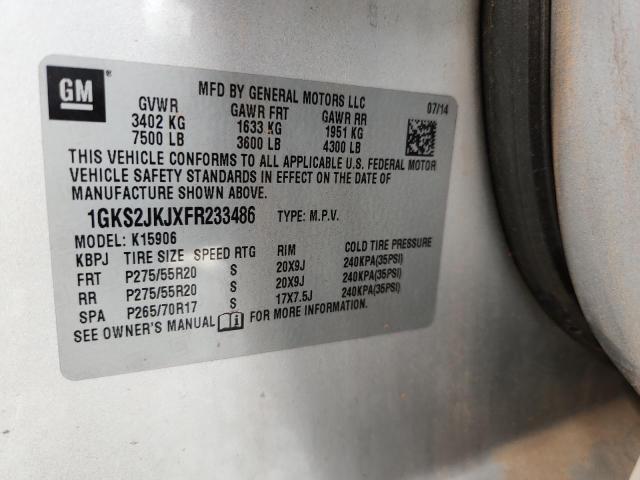 GM
MFD BY GENERAL MOTORS LLC
07/14
GVWR GAWR FRT GAWR RR
3402 KG 1633 KG 1951 KG
7500 LB 3600 LB 4300 LB
THIS VEHICLE CONFORMS TO ALL APPLICABLE U.S. FEDERAL MOTOR
VEHICLE SAFETY STANDARDS IN EFFECT ON THE DATE OF
MANUFACTURE SHOWN ABOVE.
1GKS2JKJXFR233486 TYPE: M.P.V.
MODEL: K15906
KBPJ TIRE SIZE SPEED RTG RIM COLD TIRE PRESSURE
FRT P275/55R20 S 20X9J 240KPA(35PSI)
RR P275/55R20 S 20X9J 240KPA(35PSI)
SPA P265/70R17 S 17X7.5J 240KPA(35PSI)
SEE OWNER'S MANUAL FOR MORE INFORMATION.